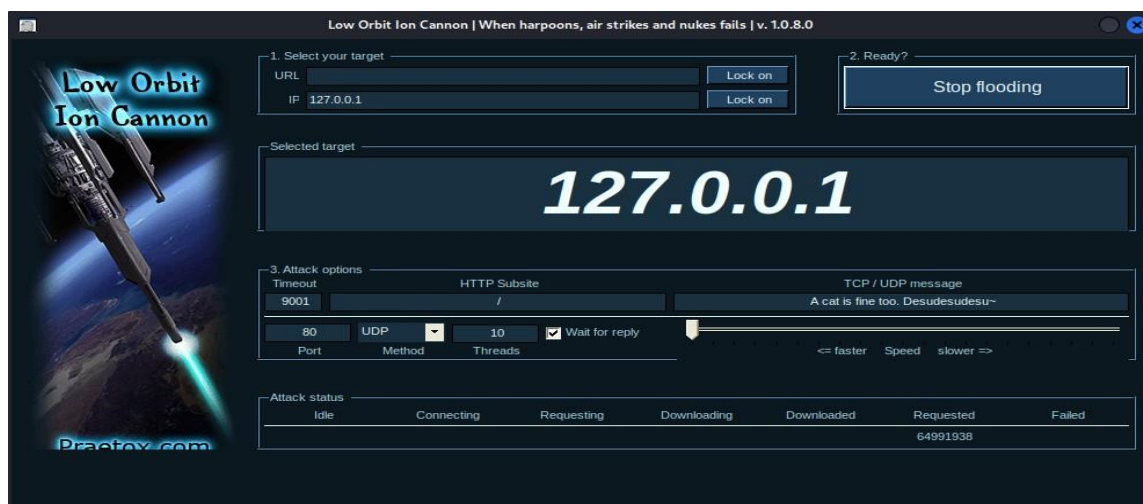 Low Orbit Ion Cannon | When harpoons, air strikes and nukes fails | v. 1.0.8.0
Low Orbit
Ion Cannon
Praetox.com
1. Select your target
URL
Lock on
IP 127.0.0.1
Lock on
2. Ready?
Stop flooding
Selected target
127.0.0.1
3. Attack options
Timeout HTTP Subsite TCP / UDP message
9001 / A cat is fine too. Desudesudesu~
80 UDP 10 Wait for reply
Port Method Threads <= faster Speed slower =>
Attack status
Idle Connecting Requesting Downloading Downloaded Requested Failed
64991938